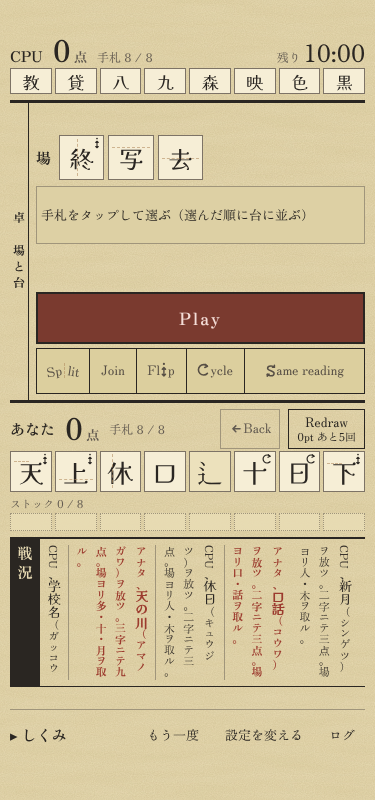 CPU 0点 手札 8 / 8 残り 10:00
教 貸 八 九 森 映 色 黒
卓 場と台
場 終 写 去
手札をタップして選ぶ（選んだ順に台に並ぶ）
Play
Split Join Flip Cycle Same reading
あなた 0点 手札 8 / 8 ←Back Redraw
0pt あと5回
天 上 休 口 辶 十 日 下
ストック 0 / 8
戦況
CPU、新月（シンゲツ）
ヲ放ツ。二字ニテ三点。場
ヨリ人・木ヲ取ル。
アナタ、口話（コウワ）
ヲ放ツ。二字ニテ三点。場
ヨリ口・話ヲ取ル。
CPU、休日（キュウジ
ツ）ヲ放ツ。二字ニテ三
点。場ヨリ人・木ヲ取ル。
アナタ、天の川（アマノ
ガワ）ヲ放ツ。三字ニテ九
点。場ヨリ多・十・月ヲ取
ル。
CPU、学校名（ガッコウ
▶ しくみ もう一度 設定を変える ログ